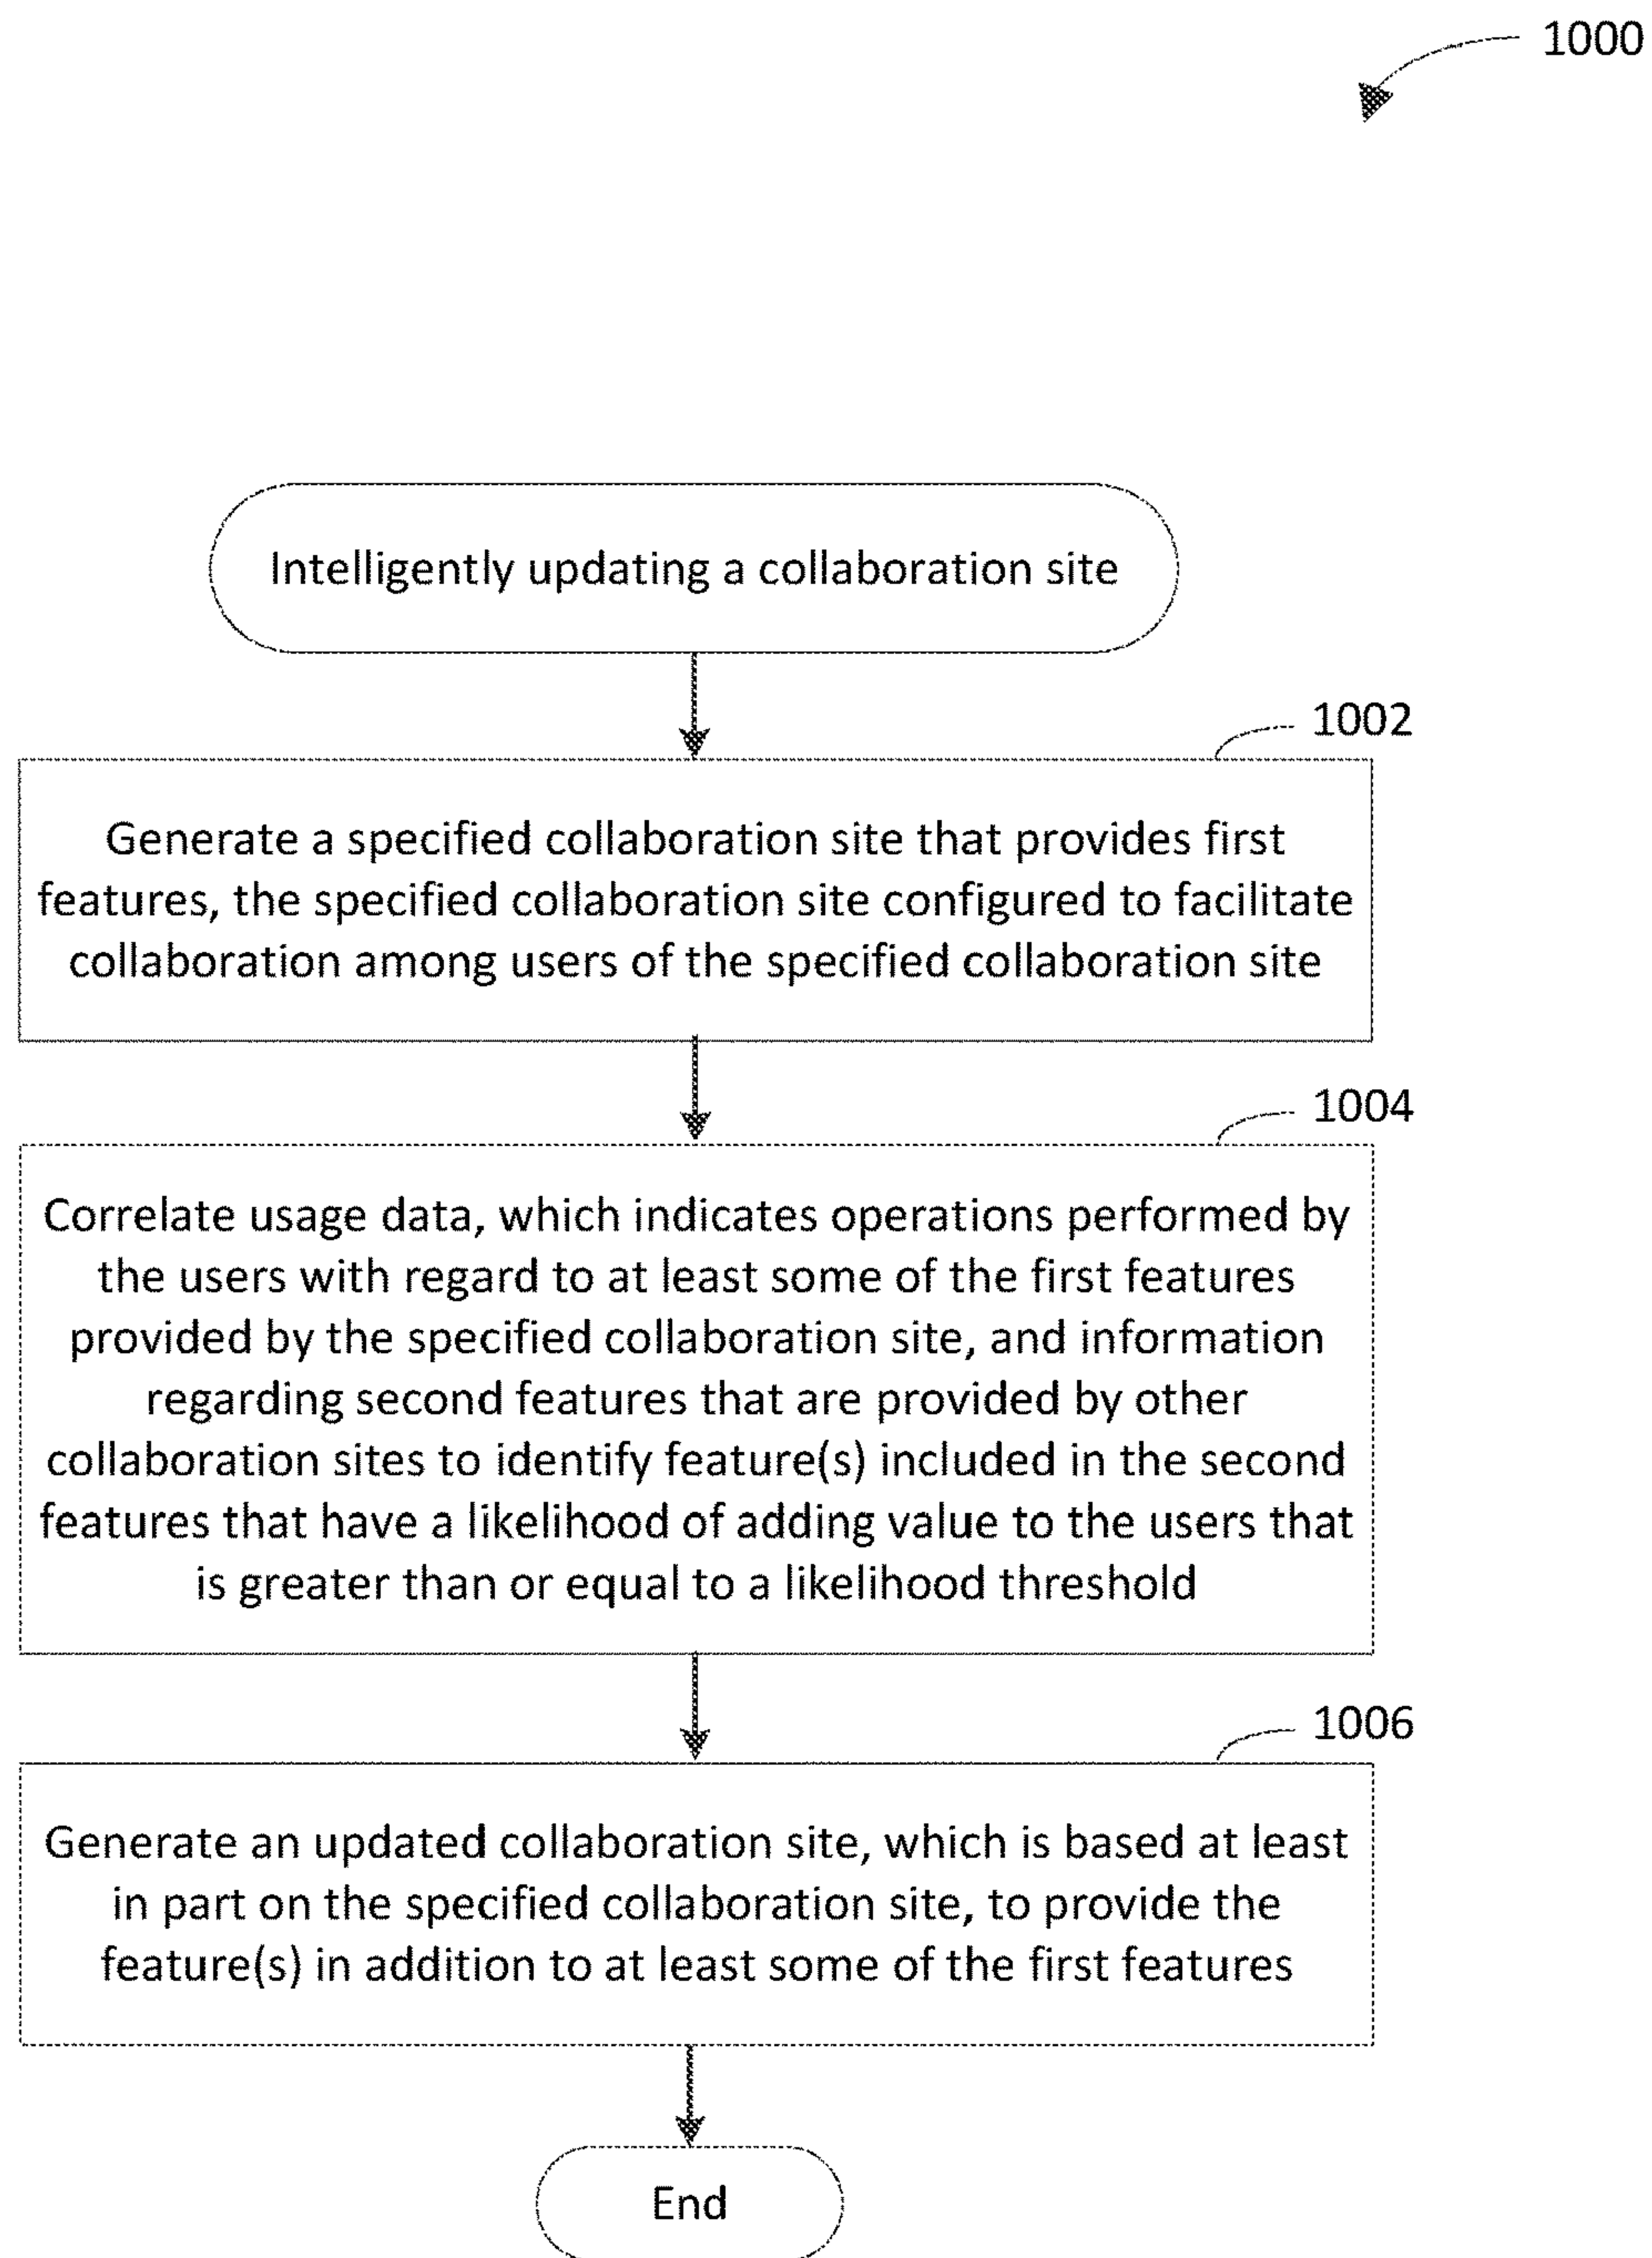 1000
Intelligently updating a collaboration site
1002
Generate a specified collaboration site that provides first
features, the specified collaboration site configured to facilitate
collaboration among users of the specified collaboration site
1004
Correlate usage data, which indicates operations performed by
the users with regard to at least some of the first features
provided by the specified collaboration site, and information
regarding second features that are provided by other
collaboration sites to identify feature(s) included in the second
features that have a likelihood of adding value to the users that
is greater than or equal to a likelihood threshold
1006
Generate an updated collaboration site, which is based at least
in part on the specified collaboration site, to provide the
feature(s) in addition to at least some of the first features
End